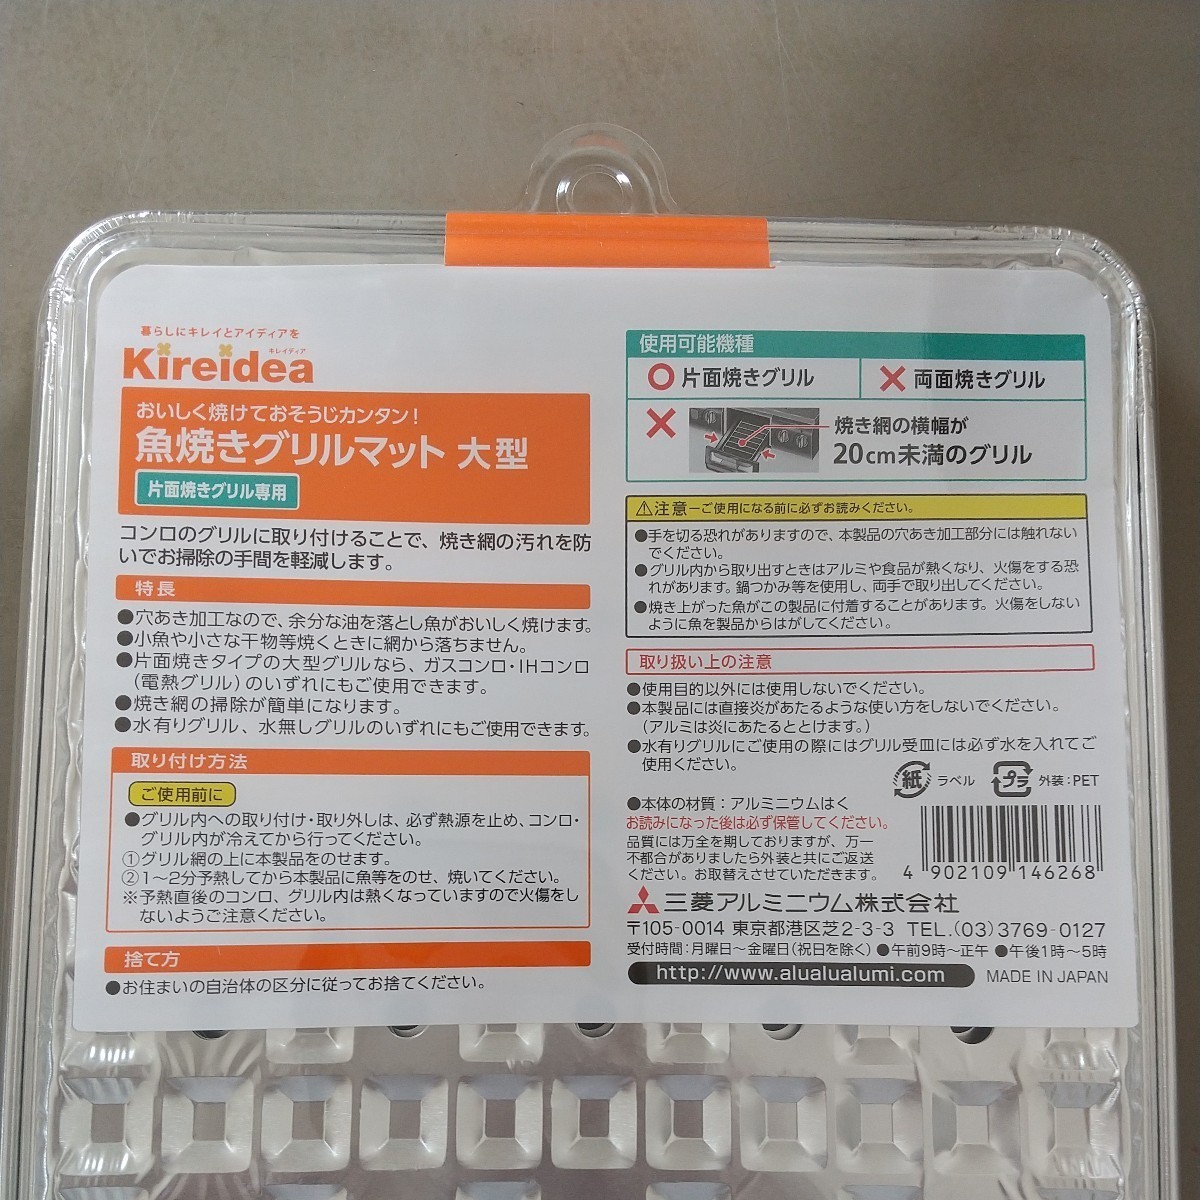 暮らしにキレイとアイディアを
Kireidea
キレイディア
おいしく焼けておそうじカンタン!
魚焼きグリルマット 大型
片面焼きグリル専用
コンロのグリルに取り付けることで、焼き網の汚れを防
いでお掃除の手間を軽減します。
特長
●穴あき加工なので、余分な油を落とし魚がおいしく焼けます。
●小魚や小さな干物等焼くときに網から落ちません。
●片面焼きタイプの大型グリルなら、ガスコンロ・IHコンロ
(電熱グリル)のいずれにもご使用できます。
●焼き網の掃除が簡単になります。
●水有りグリル、水無しグリルのいずれにもご使用できます。
取り付け方法
ご使用前に
●グリル内への取り付け・取り外しは、必ず熱源を止め、コンロ・
グリル内が冷えてから行ってください。
①グリル網の上に本製品をのせます。
②1〜2分予熱してから本製品に魚等をのせ、焼いてください。
※予熱直後のコンロ、グリル内は熱くなっていますので火傷をし
ないようご注意ください。
捨て方
●お住まいの自治体の区分に従ってお捨てください。
使用可能機種
○ 片面焼きグリル
× 両面焼きグリル
× 焼き網の横幅が
20cm未満のグリル
⚠注意ーご使用になる前に必ずお読みください。
●手を切る恐れがありますので、本製品の穴あき加工部分には触れない
でください。
●グリル内から取り出すときはアルミや食品が熱くなり、火傷をする恐
れがあります。鍋つかみ等を使用し、両手で取り出してください。
●焼き上がった魚がこの製品に付着することがあります。火傷をしない
ように魚を製品からはがしてください。
取り扱い上の注意
●使用目的以外には使用しないでください。
●本製品には直接炎があたるような使い方をしないでください。
(アルミは炎にあたるととけます。)
●水有りグリルにご使用の際にはグリル受皿には必ず水を入れてご
使用ください。
紙 ラベル プラ 外装:PET
●本体の材質:アルミニウムはく
お読みになった後は必ず保管してください。
品質には万全を期しておりますが、万一
不都合がありましたら外装と共にご返送
ください。お取替えさせていただきます。
4 902109 146268
三菱アルミニウム株式会社
〒105-0014 東京都港区芝2-3-3 TEL.(03)3769-0127
受付時間:月曜日〜金曜日(祝日を除く) ●午前9時〜正午 ●午後1時〜5時
http://www.alualualumi.com MADE IN JAPAN